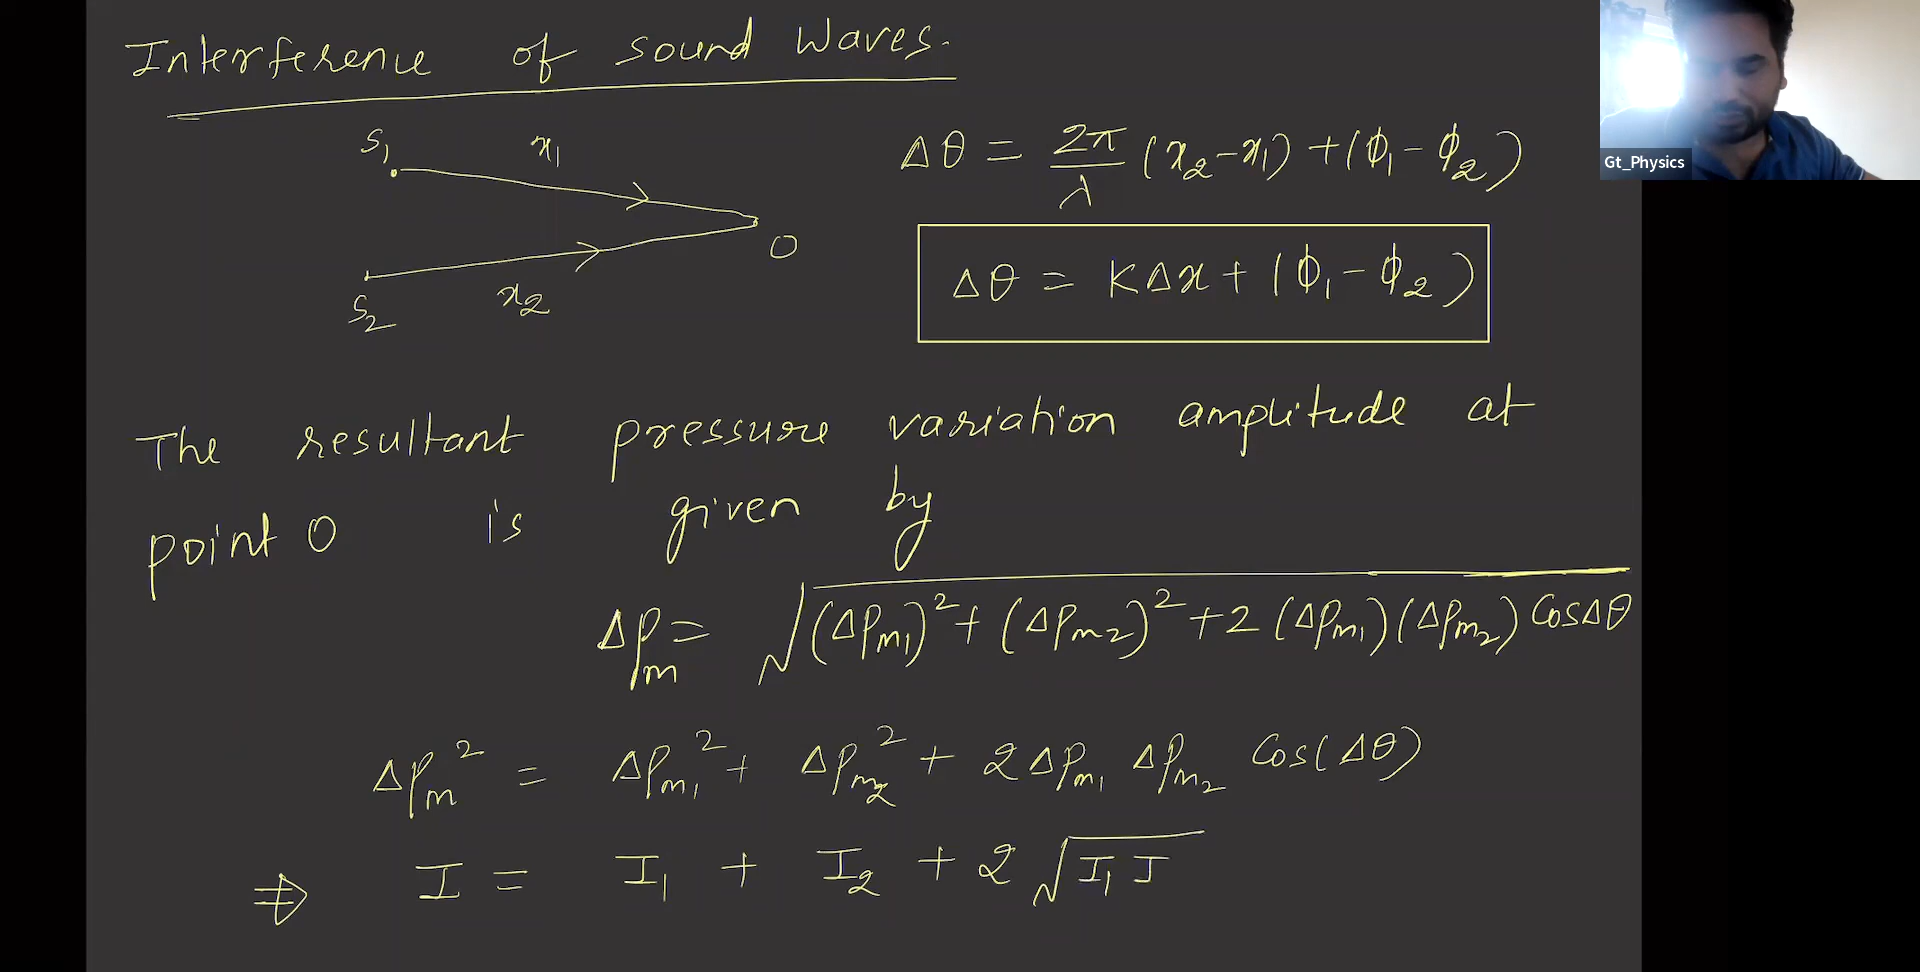 Interference of sound waves.
S₁ x₁
Δθ = 2π/λ (x₂-x₁) + (ϕ₁-ϕ₂)
Gt_Physics
O
Δθ = KΔx + (ϕ₁-ϕ₂)
S₂ x₂
The resultant pressure variation amplitude at
point O is given by
ΔPm = √((ΔPm₁)² + (ΔPm₂)² + 2(ΔPm₁)(ΔPm₂) CosΔθ)
ΔPm² = ΔPm₁² + ΔPm₂² + 2ΔPm₁ ΔPm₂ Cos(Δθ)
⇒ I = I₁ + I₂ + 2√(I₁ I)